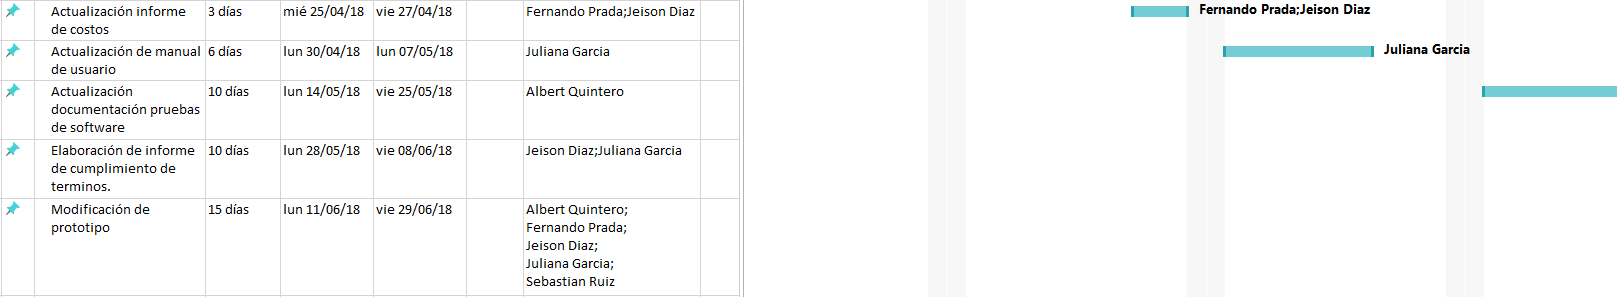 Actualización informe de costos 3 días mié 25/04/18 vie 27/04/18 Fernando Prada;Jeison Diaz
Fernando Prada;Jeison Diaz
Actualización de manual de usuario 6 días lun 30/04/18 lun 07/05/18 Juliana Garcia
Juliana Garcia
Actualización documentación pruebas de software 10 días lun 14/05/18 vie 25/05/18 Albert Quintero
Elaboración de informe de cumplimiento de terminos. 10 días lun 28/05/18 vie 08/06/18 Jeison Diaz;Juliana Garcia
Modificación de prototipo 15 días lun 11/06/18 vie 29/06/18 Albert Quintero;
Fernando Prada;
Jeison Diaz;
Juliana Garcia;
Sebastian Ruiz